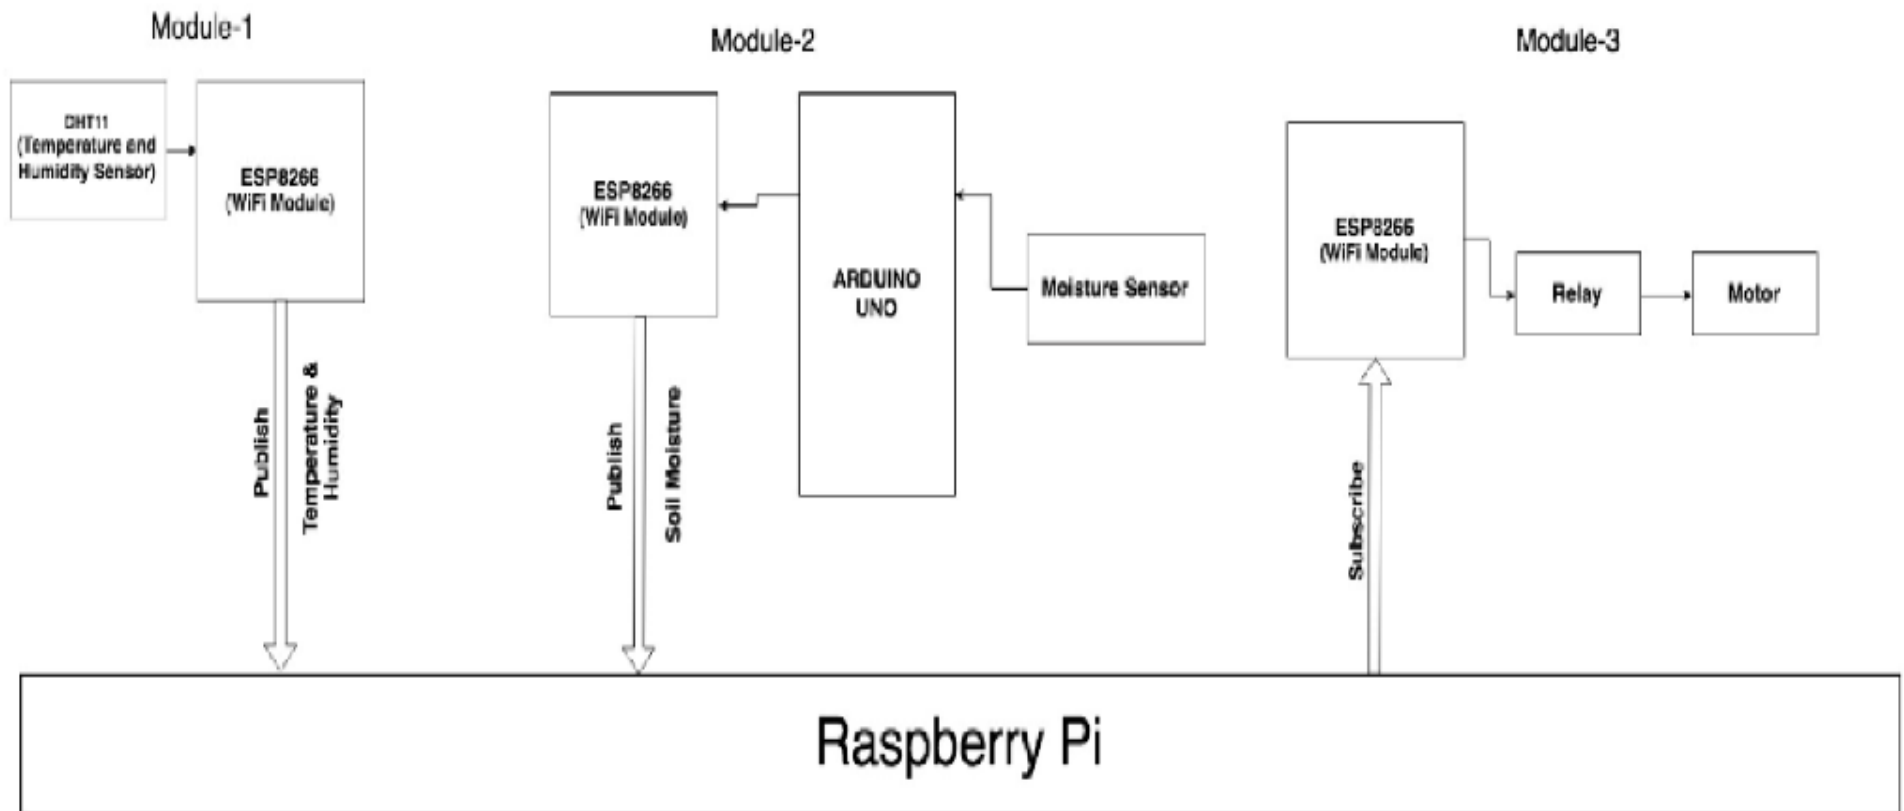 Module-1
DHT11
(Temperature and
Humidity Sensor)
ESP8266
(WiFi Module)
Publish
Temperature &
Humidity
Module-2
ESP8266
(WiFi Module)
ARDUINO
UNO
Moisture Sensor
Publish
Soil Moisture
Module-3
ESP8266
(WiFi Module)
Relay
Motor
Subscribe
Raspberry Pi